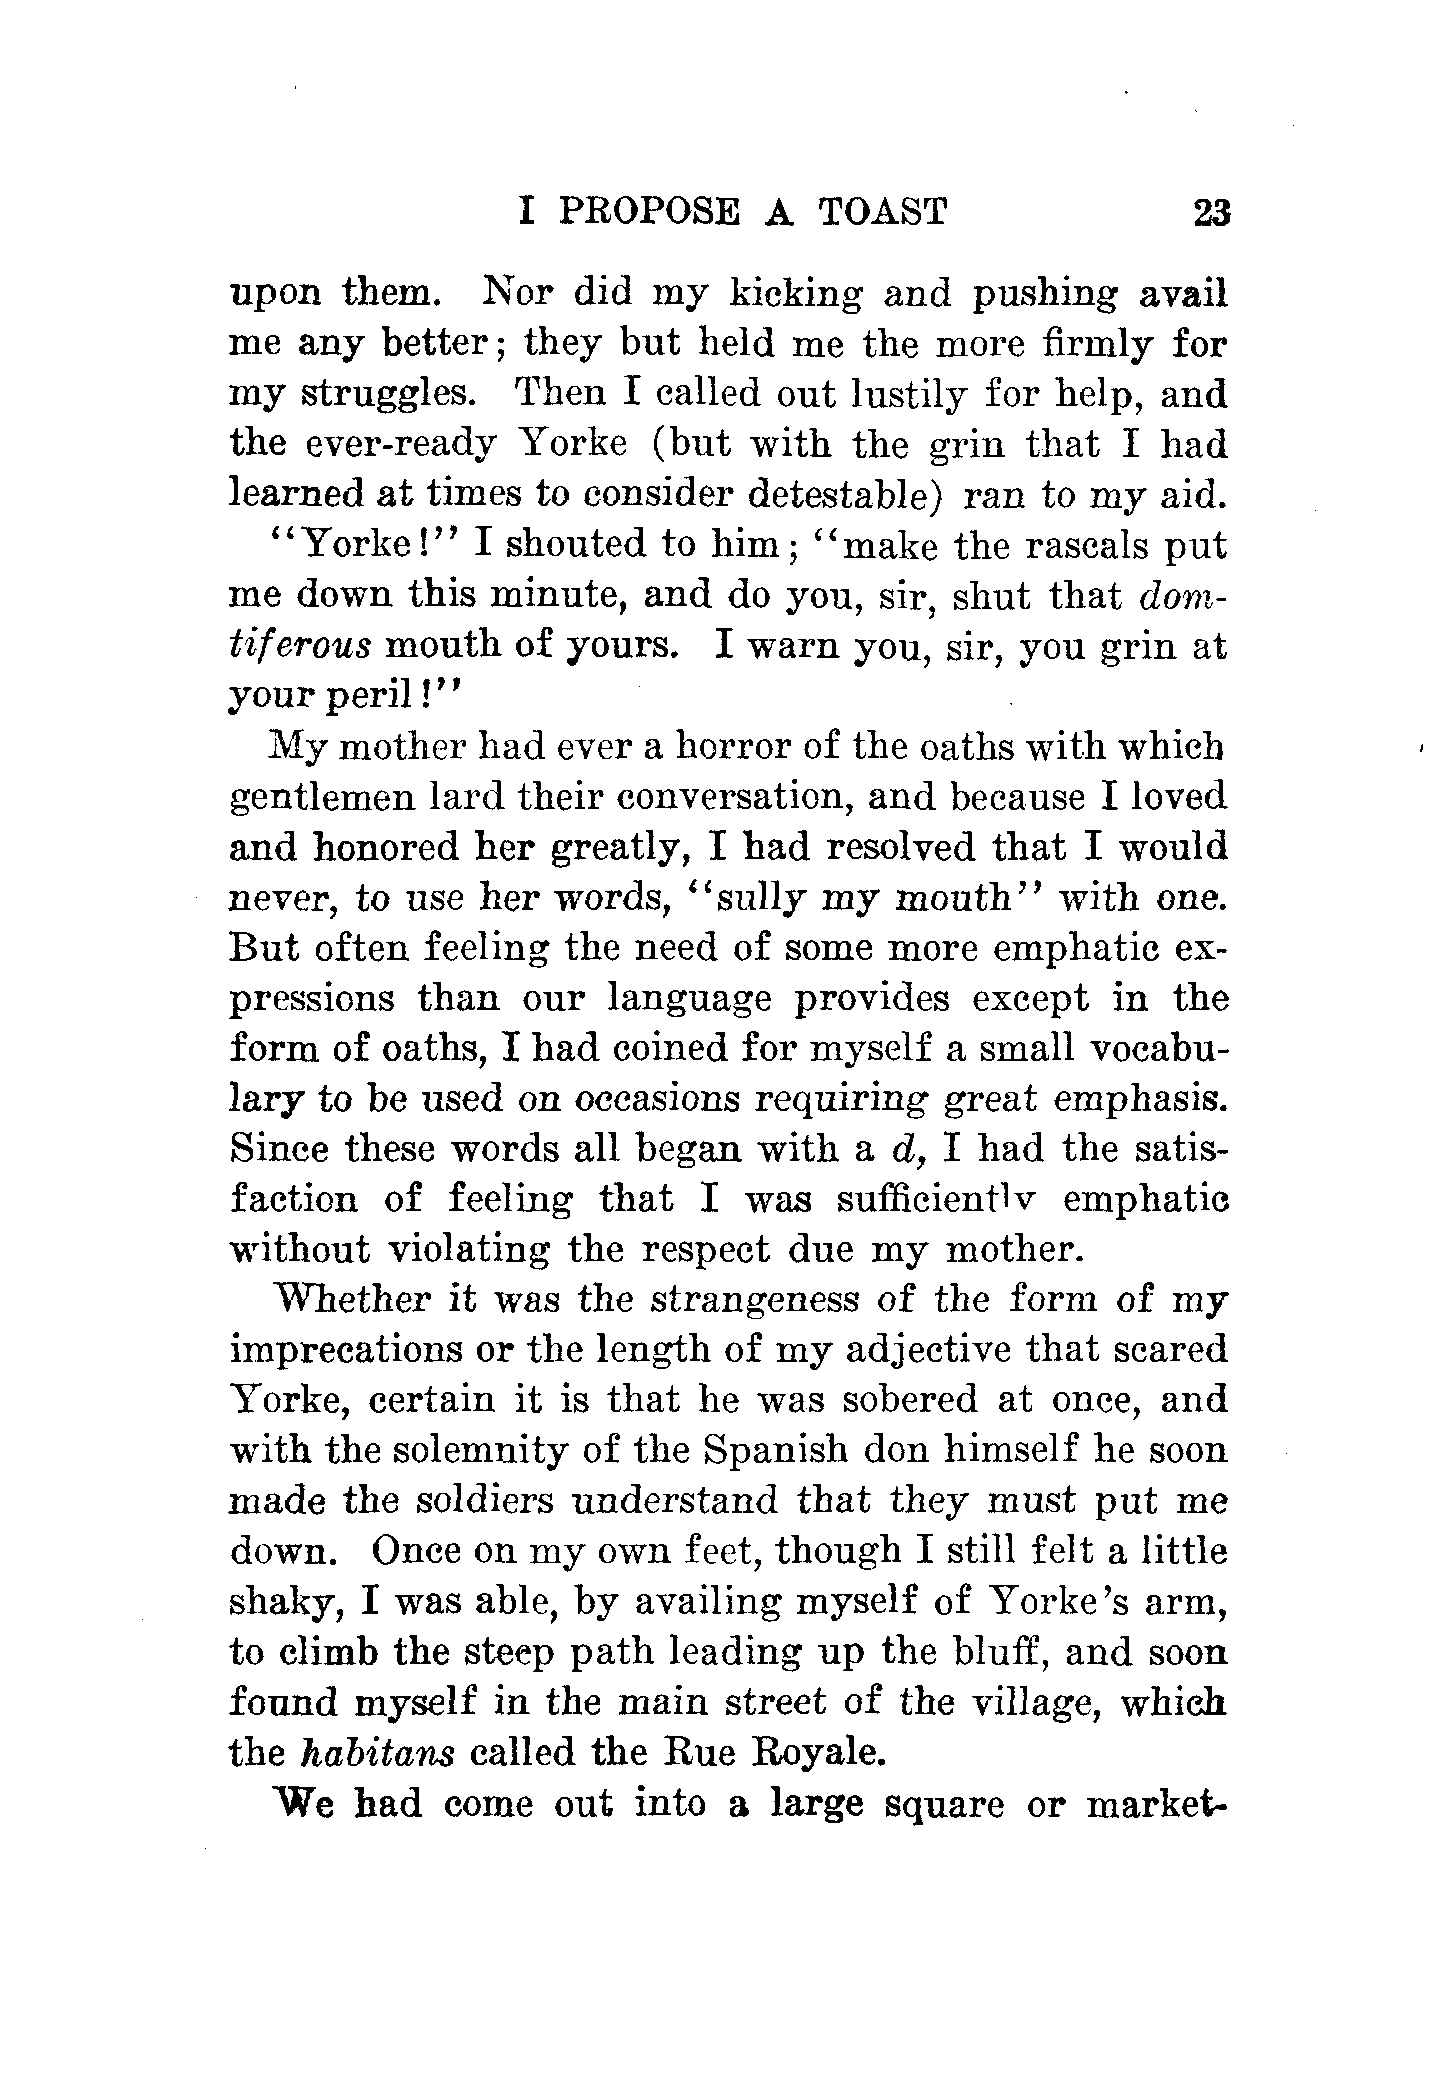 I PROPOSE A TOAST 23
upon them. Nor did my kicking and pushing avail
me any better; they but held me the more firmly for
my struggles. Then I called out lustily for help, and
the ever-ready Yorke (but with the grin that I had
learned at times to consider detestable) ran to my aid.
"Yorke!" I shouted to him; "make the rascals put
me down this minute, and do you, sir, shut that dom-
tiferous mouth of yours. I warn you, sir, you grin at
your peril!"
My mother had ever a horror of the oaths with which
gentlemen lard their conversation, and because I loved
and honored her greatly, I had resolved that I would
never, to use her words, "sully my mouth" with one.
But often feeling the need of some more emphatic ex-
pressions than our language provides except in the
form of oaths, I had coined for myself a small vocabu-
lary to be used on occasions requiring great emphasis.
Since these words all began with a d, I had the satis-
faction of feeling that I was sufficiently emphatic
without violating the respect due my mother.
Whether it was the strangeness of the form of my
imprecations or the length of my adjective that scared
Yorke, certain it is that he was sobered at once, and
with the solemnity of the Spanish don himself he soon
made the soldiers understand that they must put me
down. Once on my own feet, though I still felt a little
shaky, I was able, by availing myself of Yorke's arm,
to climb the steep path leading up the bluff, and soon
found myself in the main street of the village, which
the habitans called the Rue Royale.
We had come out into a large square or market-